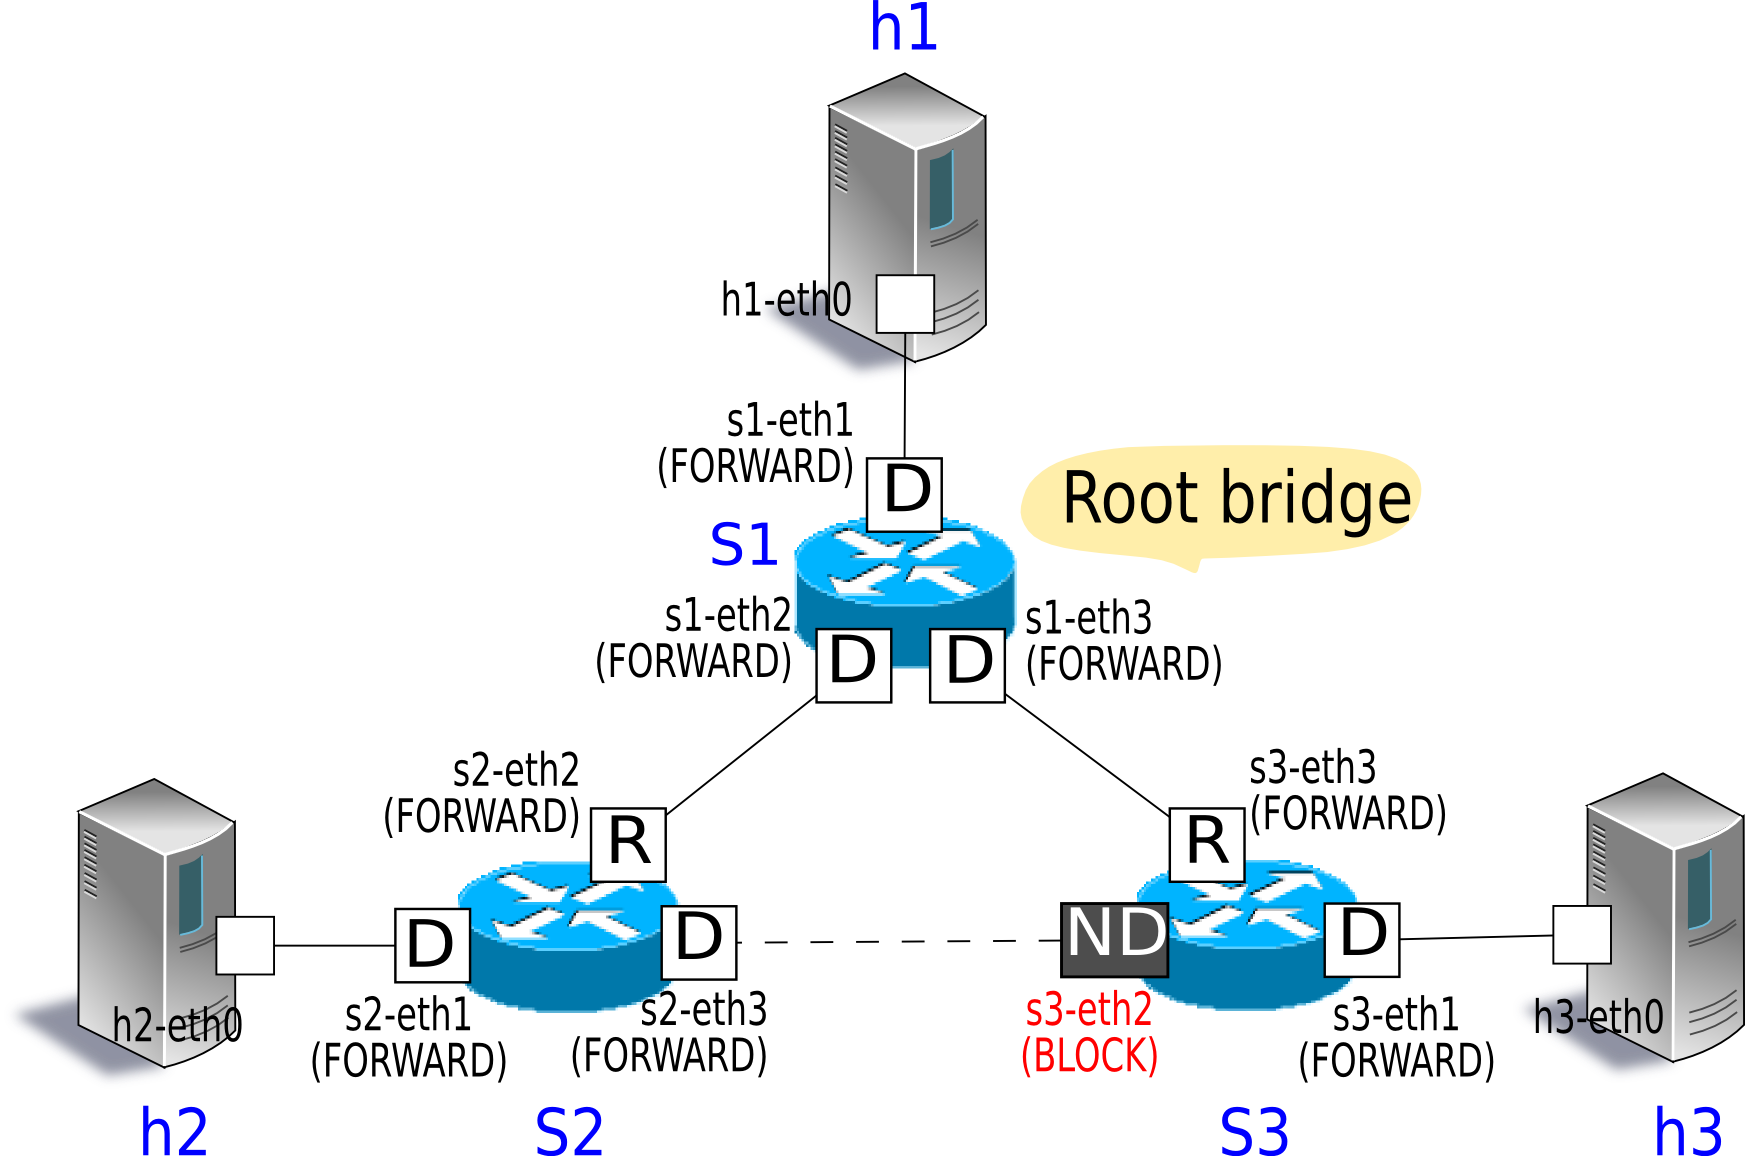 h1
h1-eth0
s1-eth1
(FORWARD)
D
Root bridge
S1
s1-eth2
(FORWARD)
D
D
s1-eth3
(FORWARD)
s2-eth2
(FORWARD)
R
s3-eth3
(FORWARD)
R
D
D
ND
D
h2-eth0
s2-eth1
(FORWARD)
s2-eth3
(FORWARD)
s3-eth2
(BLOCK)
s3-eth1
(FORWARD)
h3-eth0
h2
S2
S3
h3